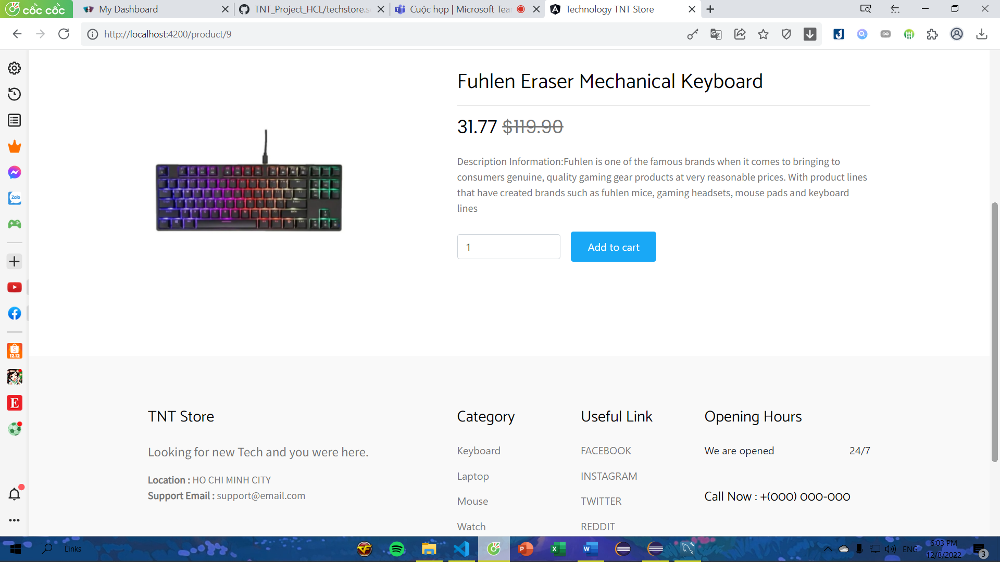 cốc cốc
My Dashboard
TNT_Project_HCL/techstore.s
Cuộc họp | Microsoft Tea
Technology TNT Store
http://localhost:4200/product/9
Fuhlen Eraser Mechanical Keyboard
31.77 $119.90
Description Information:Fuhlen is one of the famous brands when it comes to bringing to
consumers genuine, quality gaming gear products at very reasonable prices. With product lines
that have created brands such as fuhlen mice, gaming headsets, mouse pads and keyboard
lines
1
Add to cart
Zalo
12.12
E
TNT Store
Looking for new Tech and you were here.
Location : HO CHI MINH CITY
Support Email : support@email.com
Category
Keyboard
Laptop
Mouse
Watch
Useful Link
FACEBOOK
INSTAGRAM
TWITTER
REDDIT
Opening Hours
We are opened 24/7
Call Now : +(000) 000-000
Links
ENG
6:03 PM
12/8/2022
3